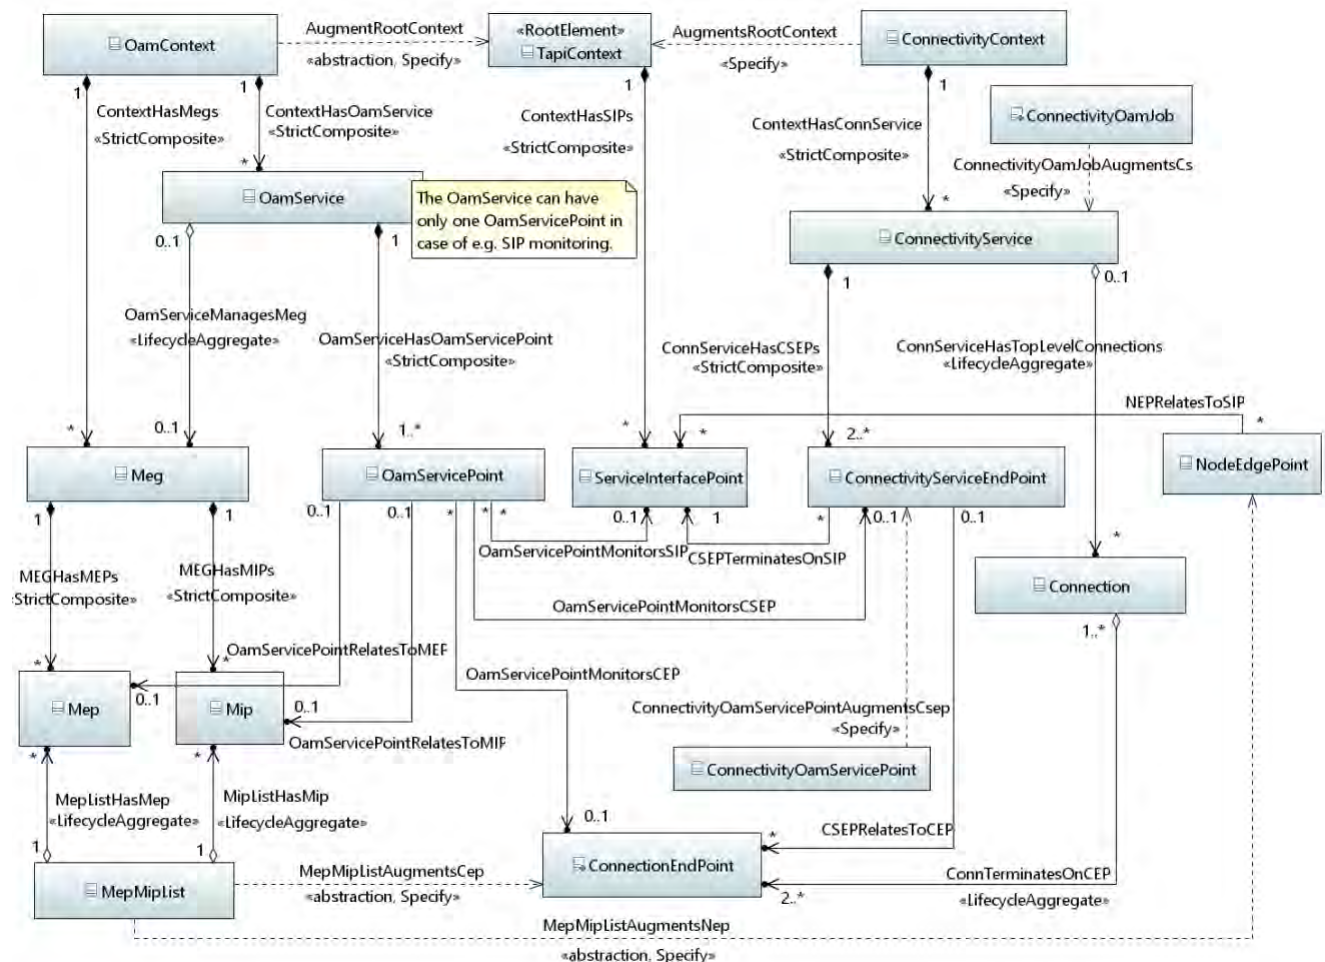 OamContext
AugmentRootContext
«abstraction, Specify»
«RootElement»
TapiContext
AugmentsRootContext
«Specify»
ConnectivityContext
1
1
1
1
ContextHasMegs
«StrictComposite»
ContextHasOamService
«StrictComposite»
ContextHasSIPs
«StrictComposite»
ContextHasConnService
«StrictComposite»
ConnectivityOamJob
ConnectivityOamJobAugmentsCs
«Specify»
*
*
OamService
The OamService can have
only one OamServicePoint in
case of e.g. SIP monitoring.
ConnectivityService
0..1
1
1
0..1
OamServiceManagesMeg
«LifecycleAggregate»
OamServiceHasOamServicePoint
«StrictComposite»
ConnServiceHasCSEPs
«StrictComposite»
ConnServiceHasTopLevelConnections
«LifecycleAggregate»
NEPRelatesToSIP
*
0..1
1..*
*
*
2..*
*
Meg
OamServicePoint
ServiceInterfacePoint
ConnectivityServiceEndPoint
NodeEdgePoint
1
1
0..1
0..1
*
*
*
0..1
1
*
0..1
0..1
OamServicePointMonitorsSIP
CSEPTerminatesOnSIP
*
MEGHasMEPs
«StrictComposite»
MEGHasMIPs
«StrictComposite»
OamServicePointMonitorsCSEP
Connection
1..*
*
*
OamServicePointRelatesToMEP
OamServicePointMonitorsCEP
Mep
0..1
Mip
0..1
OamServicePointRelatesToMIP
ConnectivityOamServicePointAugmentsCsep
«Specify»
*
*
ConnectivityOamServicePoint
MepListHasMep
«LifecycleAggregate»
MipListHasMip
«LifecycleAggregate»
0..1
CSEPRelatesToCEP
*
1
1
MepMipList
MepMipListAugmentsCep
«abstraction, Specify»
ConnectionEndPoint
ConnTerminatesOnCEP
«LifecycleAggregate»
2..*
MepMipListAugmentsNep
«abstraction, Specify»